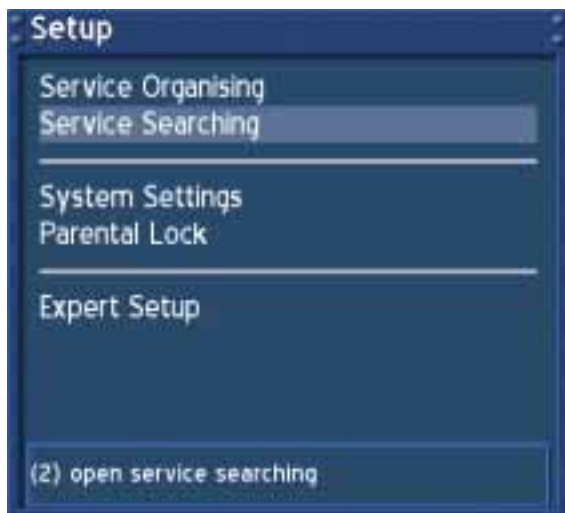 Setup
Service Organising
Service Searching
System Settings
Parental Lock
Expert Setup
(2) open service searching